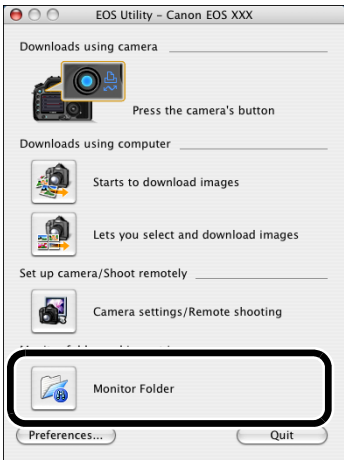 EOS Utility – Canon EOS XXX
Downloads using camera
Press the camera's button
Downloads using computer
Starts to download images
Lets you select and download images
Set up camera/Shoot remotely
Camera settings/Remote shooting
Monitor Folder
Preferences...
Quit